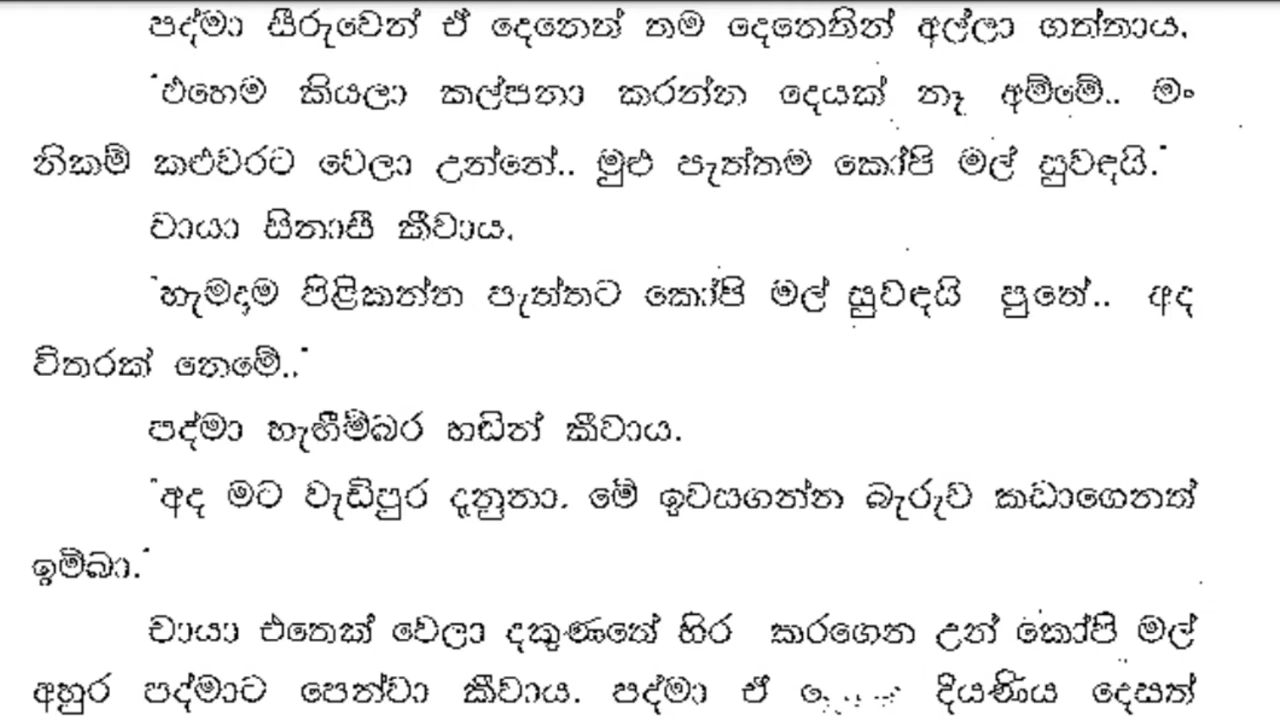 පද්මා සීරුවෙන් ඒ දෙනෙත් තම දෙනෙතින් අල්ලා ගත්තාය.
"එහෙම කියලා කල්පනා කරන්න දෙයක් නෑ අම්මේ.. මං
නිකම් කළුවරට වෙලා උන්නේ.. මුළු පැත්තම කෝපි මල් සුවඳයි."
චායා සිනාසී කීවාය.
"හැමදාම පිළිකන්න පැත්තට කෝපි මල් සුවඳයි පුතේ.. අද
විතරක් නෙමේ.."
පද්මා හැඟීම්බර හඬින් කීවාය.
"අද මට වැඩිපුර දැනුනා. මේ ඉවසගන්න බැරුව කඩාගෙනත්
ඉම්බා."
චායා එතෙක් වෙලා දකුණතේ හිර කරගෙන උන් කෝපි මල්
අහුර පද්මාට පෙන්වා කීවාය. පද්මා ඒ දියණිය දෙසත්